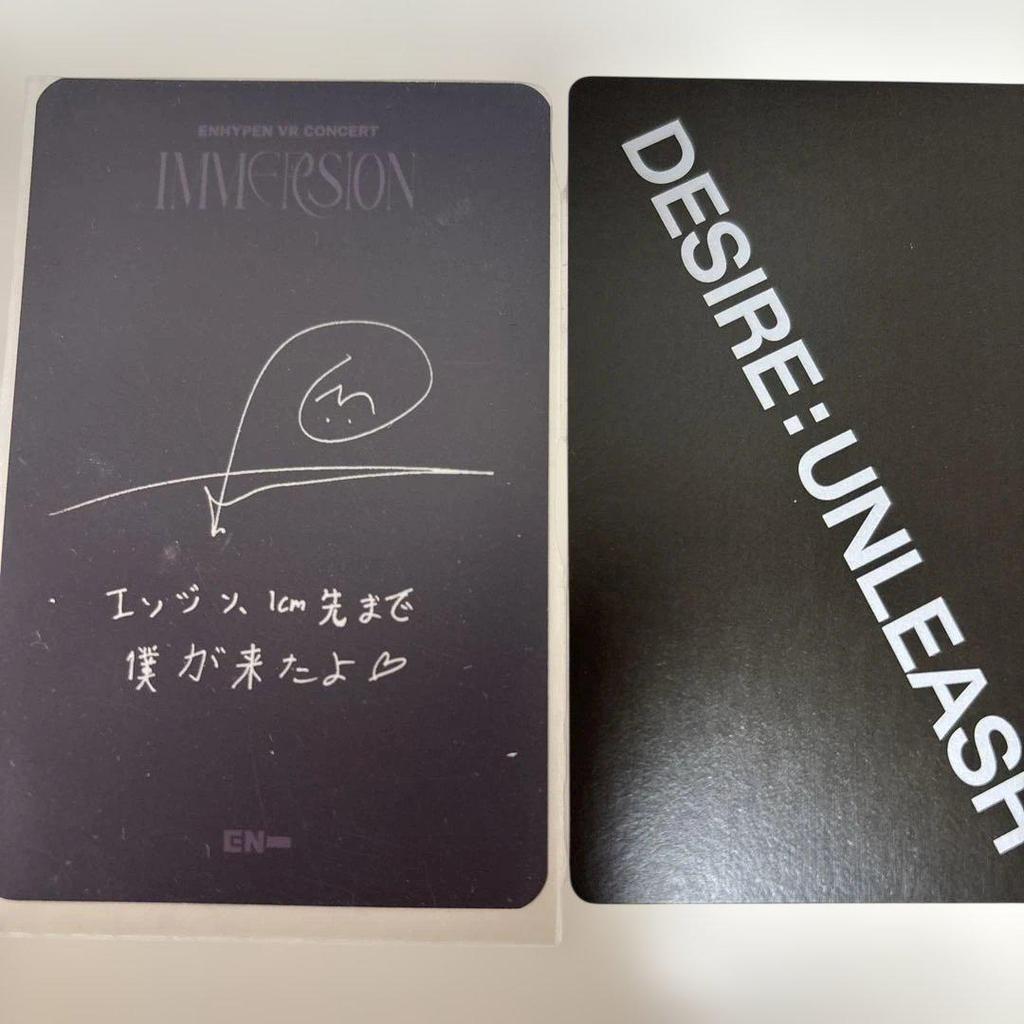 ENHYPEN VR CONCERT
IMMERSION
エンジン、1cm先まで
僕が来たよ♡
EN-
DESIRE : UNLEASH